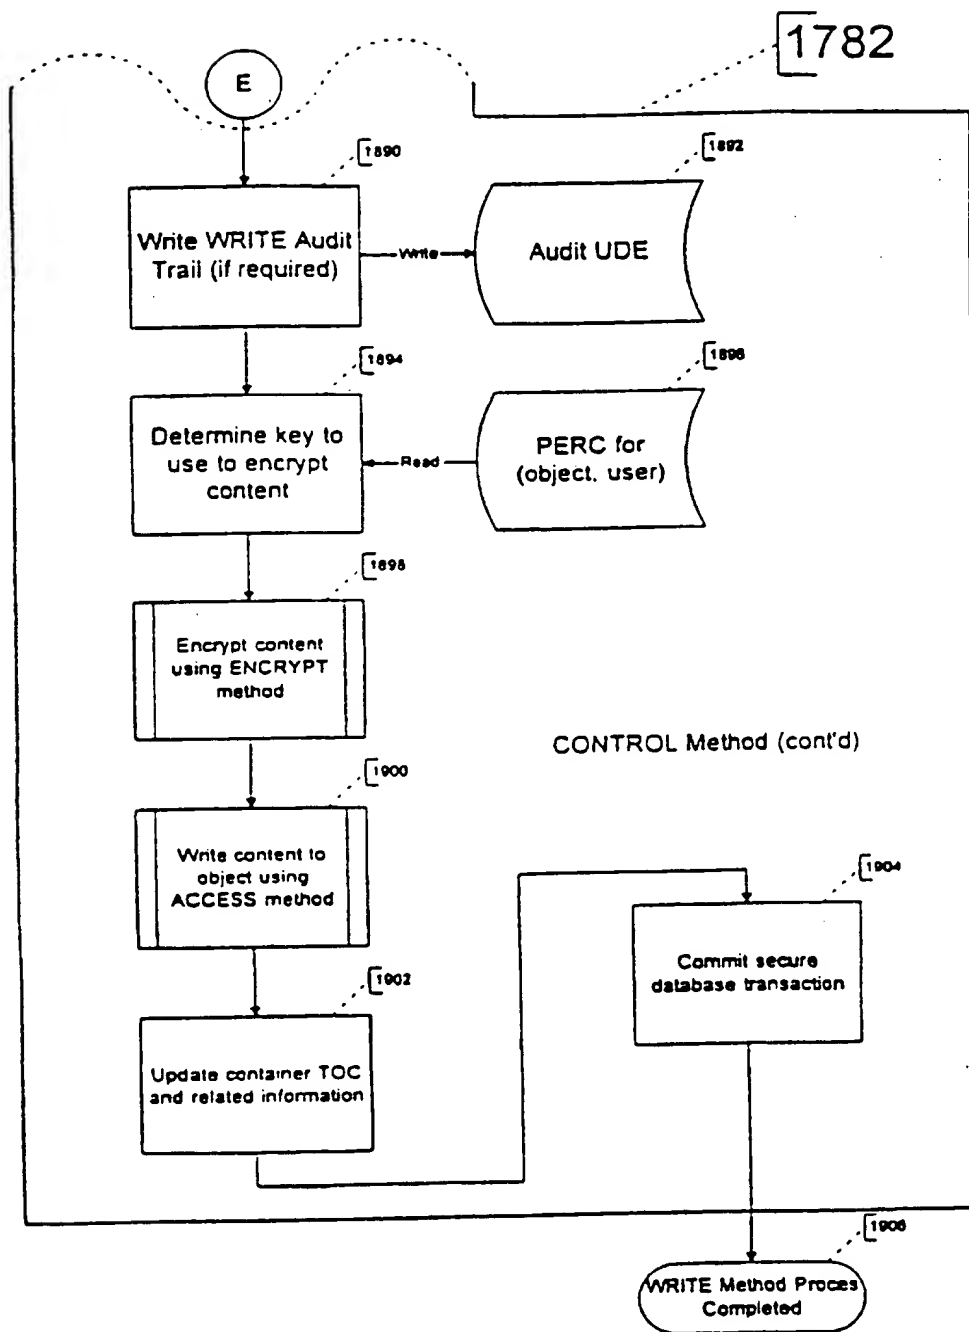 1782
E
1890
1892
Write WRITE Audit
Trail (if required)
Write
Audit UDE
1894
1896
Determine key to
use to encrypt
content
Read
PERC for
(object, user)
1898
Encrypt content
using ENCRYPT
method
CONTROL Method (cont'd)
1900
Write content to
object using
ACCESS method
1904
Commit secure
database transaction
1902
Update container TOC
and related information
1906
WRITE Method Proces
Completed